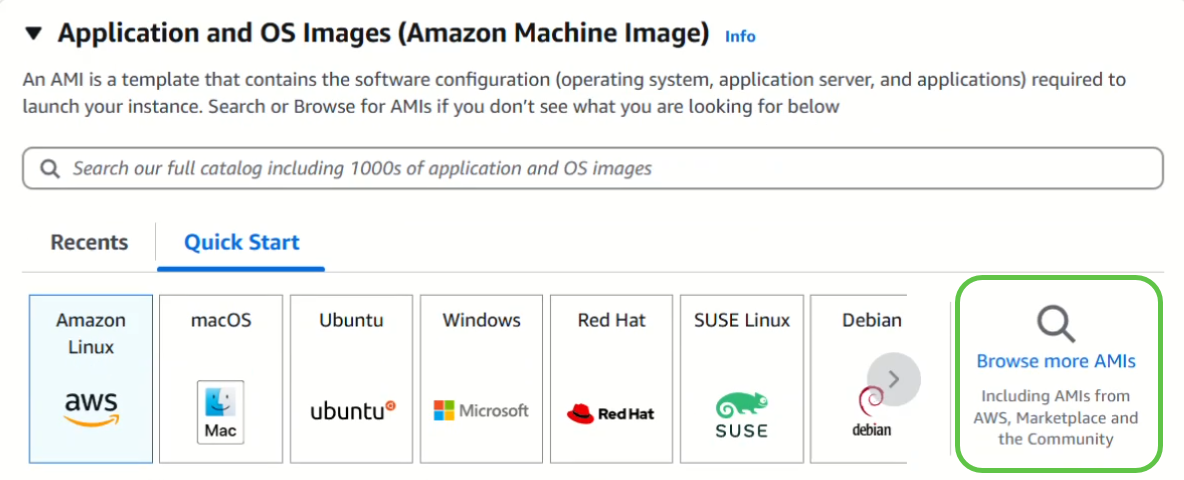 Application and OS Images (Amazon Machine Image) Info
An AMI is a template that contains the software configuration (operating system, application server, and applications) required to
launch your instance. Search or Browse for AMIs if you don't see what you are looking for below
Search our full catalog including 1000s of application and OS images
Recents
Quick Start
Amazon
Linux
aws
macOS
Mac
Ubuntu
ubuntu
Windows
Microsoft
Red Hat
Red Hat
SUSE Linux
SUSE
Debian
debian
Browse more AMIs
Including AMIs from
AWS, Marketplace and
the Community